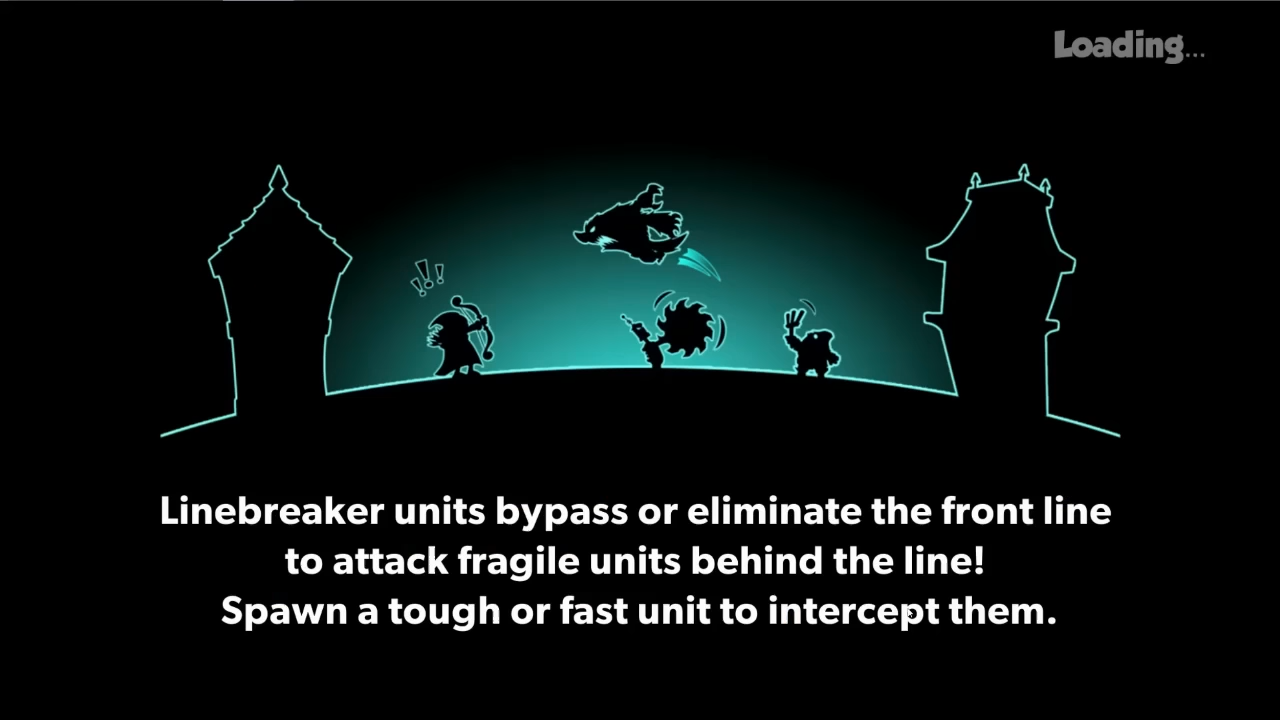 Loading...
!!!
Linebreaker units bypass or eliminate the front line
to attack fragile units behind the line!
Spawn a tough or fast unit to intercept them.